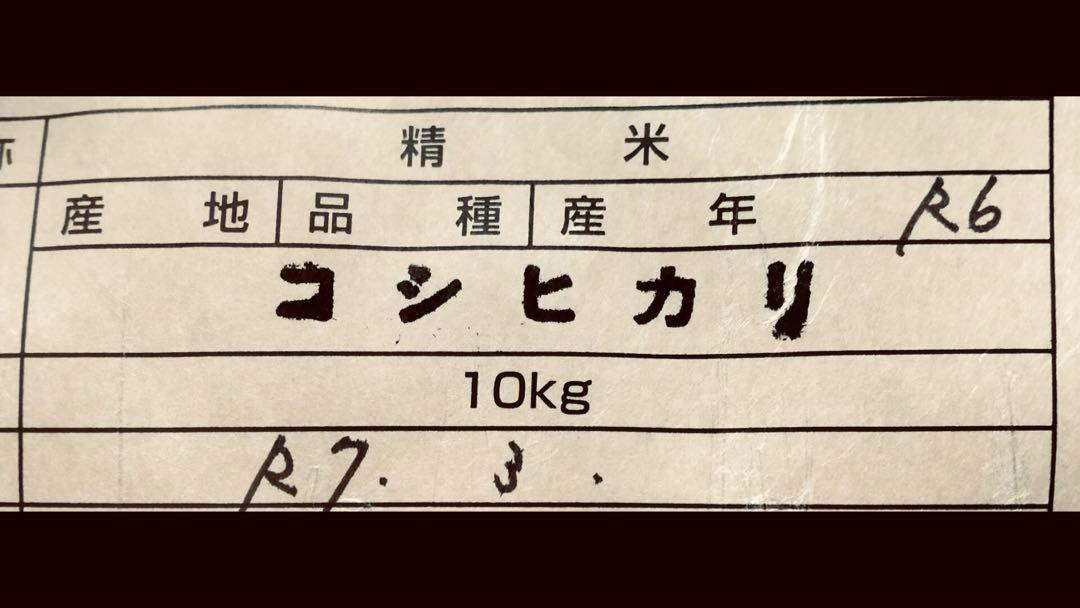 精米
産地 品種 産年 R6
コシヒカリ
10kg
R7. 3 .